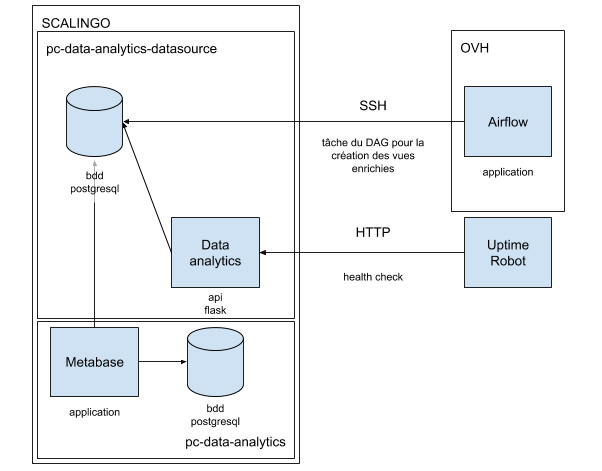 SCALINGO
pc-data-analytics-datasource
OVH
SSH
Airflow
tâche du DAG pour la
création des vues
enrichies
application
bdd
postgresql
HTTP
Data
analytics
Uptime
Robot
health check
api
flask
Metabase
application
bdd
postgresql
pc-data-analytics